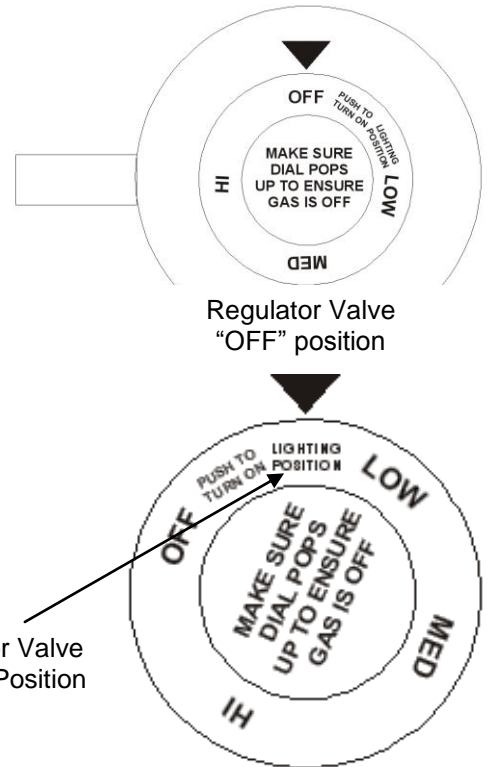 OFF
PUSH TO
TURN ON
LIGHTING
POSITION
LOW
MED
HI
MAKE SURE
DIAL POPS
UP TO ENSURE
GAS IS OFF
Regulator Valve
“OFF” position
PUSH TO
TURN ON
LIGHTING
POSITION
LOW
MED
HI
OFF
MAKE SURE
DIAL POPS
UP TO ENSURE
GAS IS OFF
Valve
Position